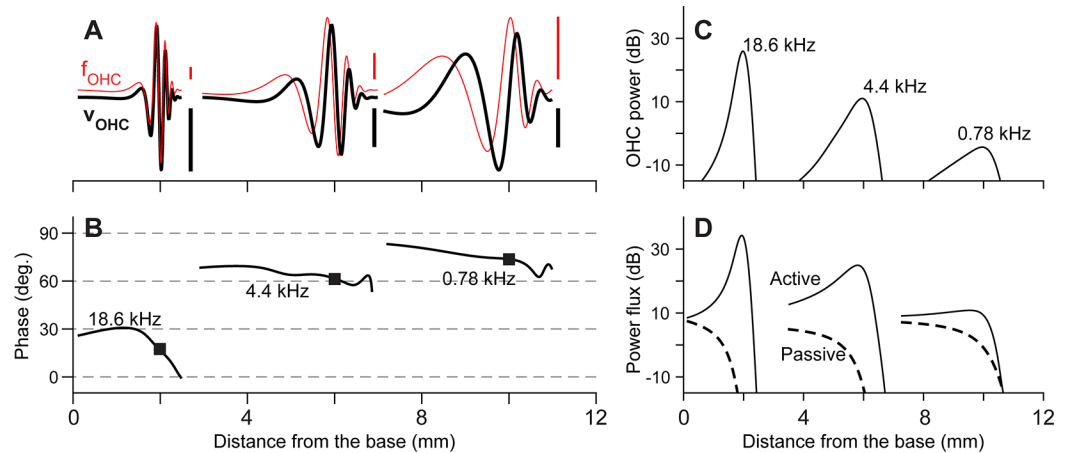 A
fOHC
vOHC
B
90
60
30
0
Phase (deg.)
18.6 kHz
4.4 kHz
0.78 kHz
0
4
8
12
Distance from the base (mm)
C
30
10
-10
OHC power (dB)
18.6 kHz
4.4 kHz
0.78 kHz
D
30
10
-10
Power flux (dB)
Active
Passive
0
4
8
12
Distance from the base (mm)